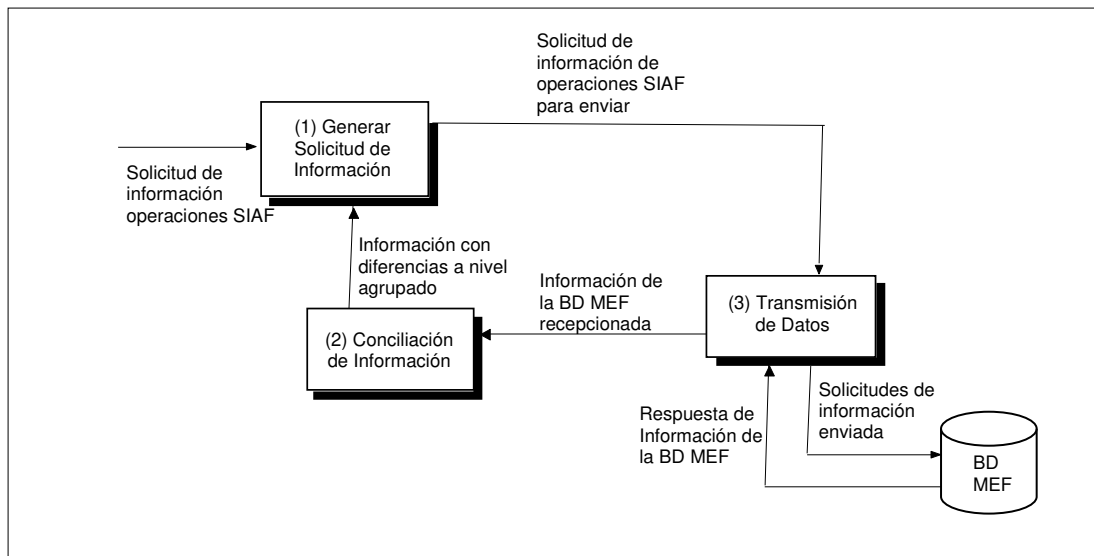 Solicitud de
información de
operaciones SIAF
para enviar
(1) Generar
Solicitud de
Información
Solicitud de
información
operaciones SIAF
Información con
diferencias a nivel
agrupado
Información de
la BD MEF
recepcionada
(3) Transmisión
de Datos
(2) Conciliación
de Información
Solicitudes de
información
enviada
Respuesta de
Información de
la BD MEF
BD
MEF